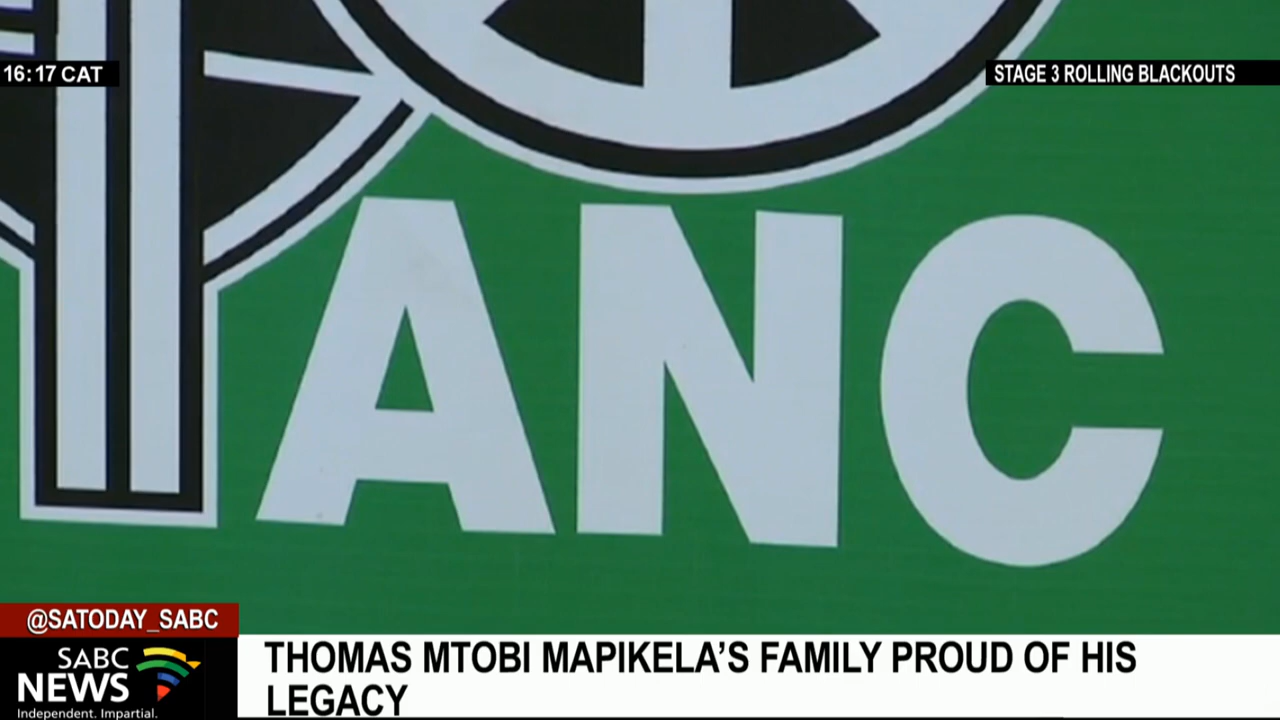 16:17 CAT
STAGE 3 ROLLING BLACKOUTS
ANC
@SATODAY_SABC
SABC
NEWS
Independent. Impartial.
THOMAS MTOBI MAPIKELA'S FAMILY PROUD OF HIS
LEGACY